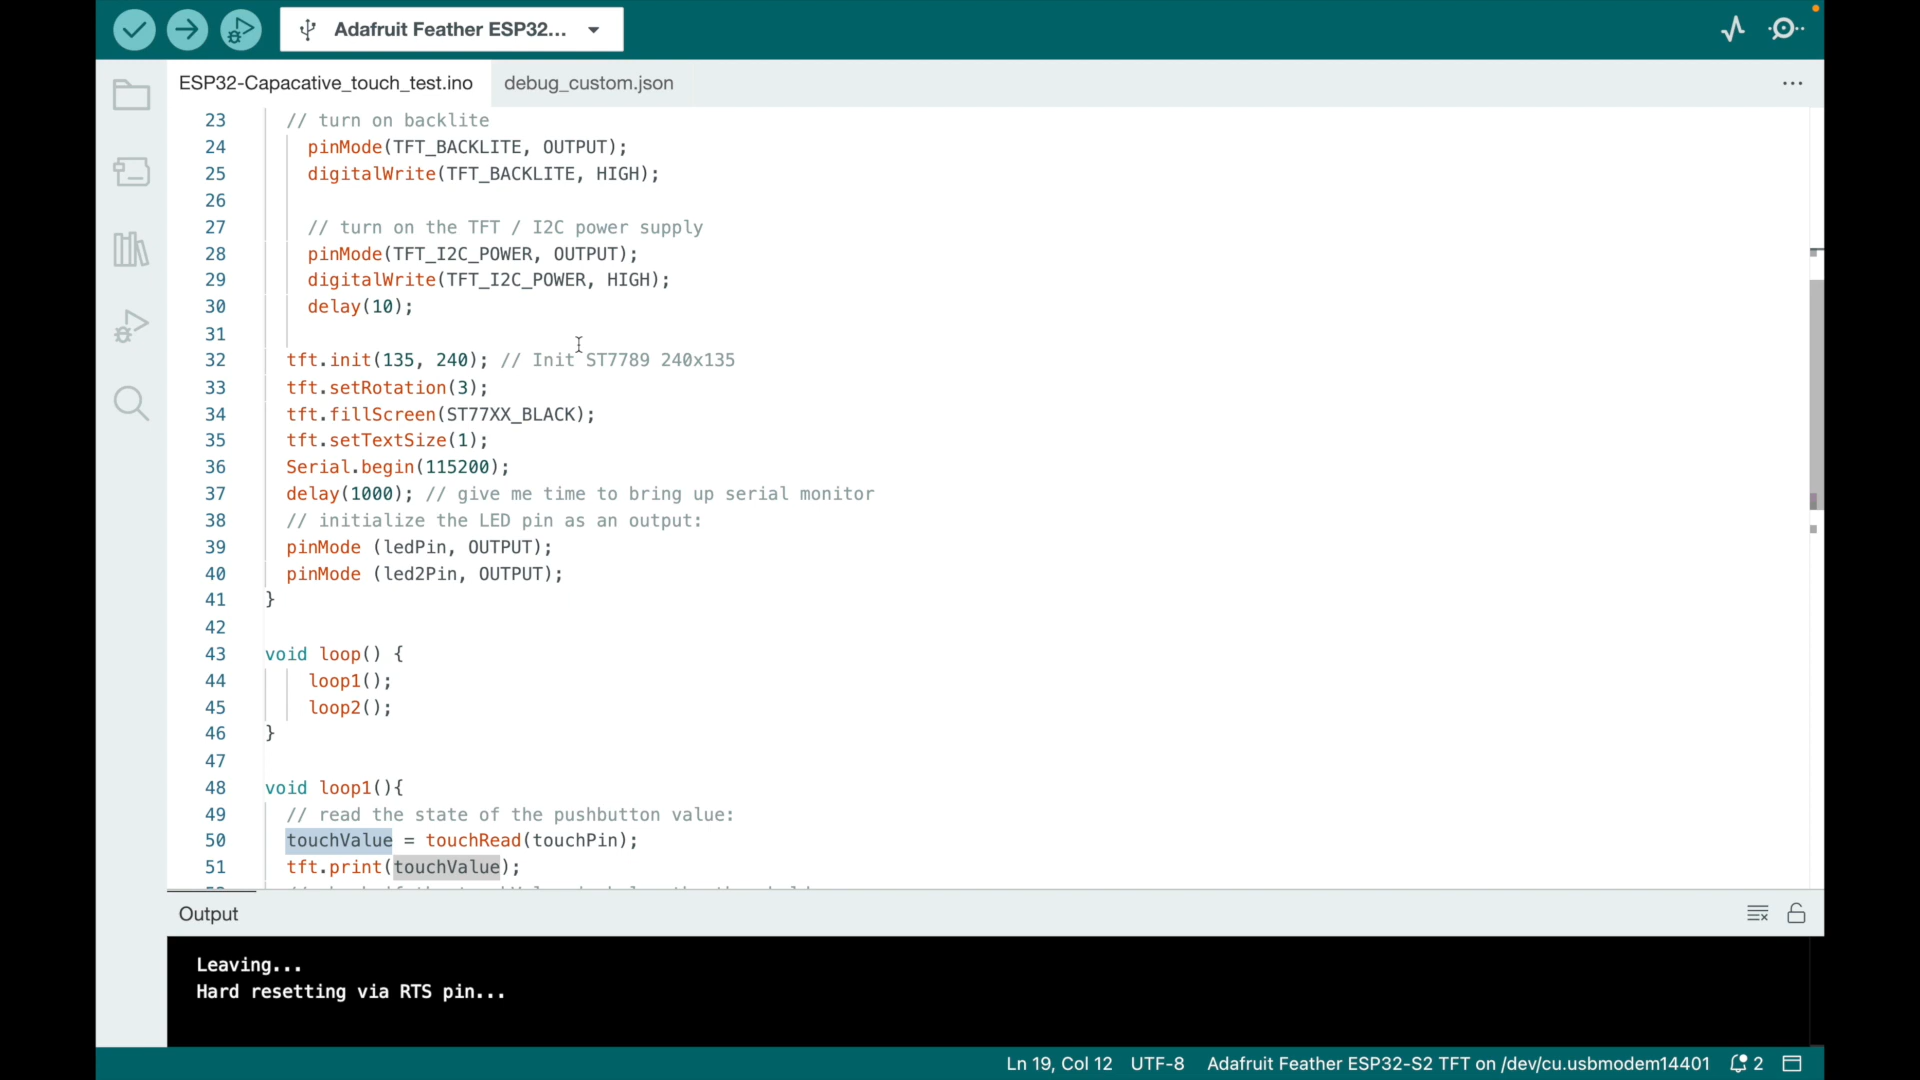 Adafruit Feather ESP32...
ESP32-Capacative_touch_test.ino
debug_custom.json
23 // turn on backlite
24 pinMode(TFT_BACKLITE, OUTPUT);
25 digitalWrite(TFT_BACKLITE, HIGH);
26
27 // turn on the TFT / I2C power supply
28 pinMode(TFT_I2C_POWER, OUTPUT);
29 digitalWrite(TFT_I2C_POWER, HIGH);
30 delay(10);
31
32 tft.init(135, 240); // Init ST7789 240x135
33 tft.setRotation(3);
34 tft.fillScreen(ST77XX_BLACK);
35 tft.setTextSize(1);
36 Serial.begin(115200);
37 delay(1000); // give me time to bring up serial monitor
38 // initialize the LED pin as an output:
39 pinMode (ledPin, OUTPUT);
40 pinMode (led2Pin, OUTPUT);
41 }
42
43 void loop() {
44 loop1();
45 loop2();
46 }
47
48 void loop1(){
49 // read the state of the pushbutton value:
50 touchValue = touchRead(touchPin);
51 tft.print(touchValue);
Output
Leaving...
Hard resetting via RTS pin...
Ln 19, Col 12 UTF-8 Adafruit Feather ESP32-S2 TFT on /dev/cu.usbmodem14401 2